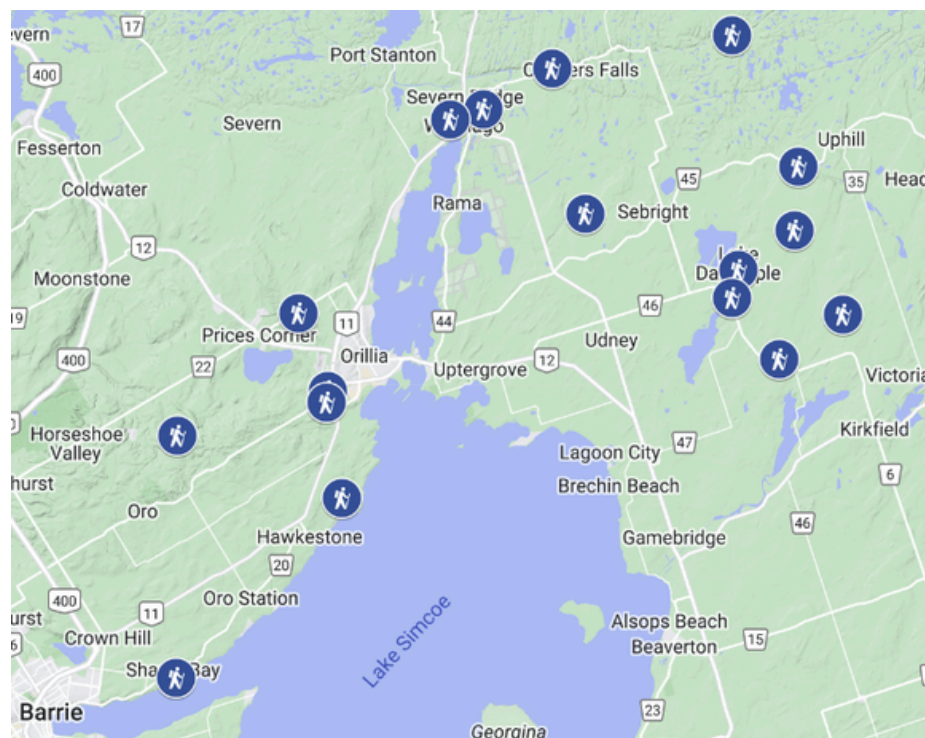 17
Port Stanton
400
Severn
Fesserton
Coldwater
Uphill
45
35
Rama
Sebright
12
Moonstone
46
11
44
Prices Corner
Orillia
Udney
400
22
Uptergrove
12
Horseshoe
Valley
Kirkfield
47
Lagoon City
6
Brechin Beach
Oro
46
Hawkestone
Gamebridge
20
400
11
Oro Station
Lake Simcoe
Alsops Beach
Crown Hill
15
Beaverton
Barrie
23
Georgina